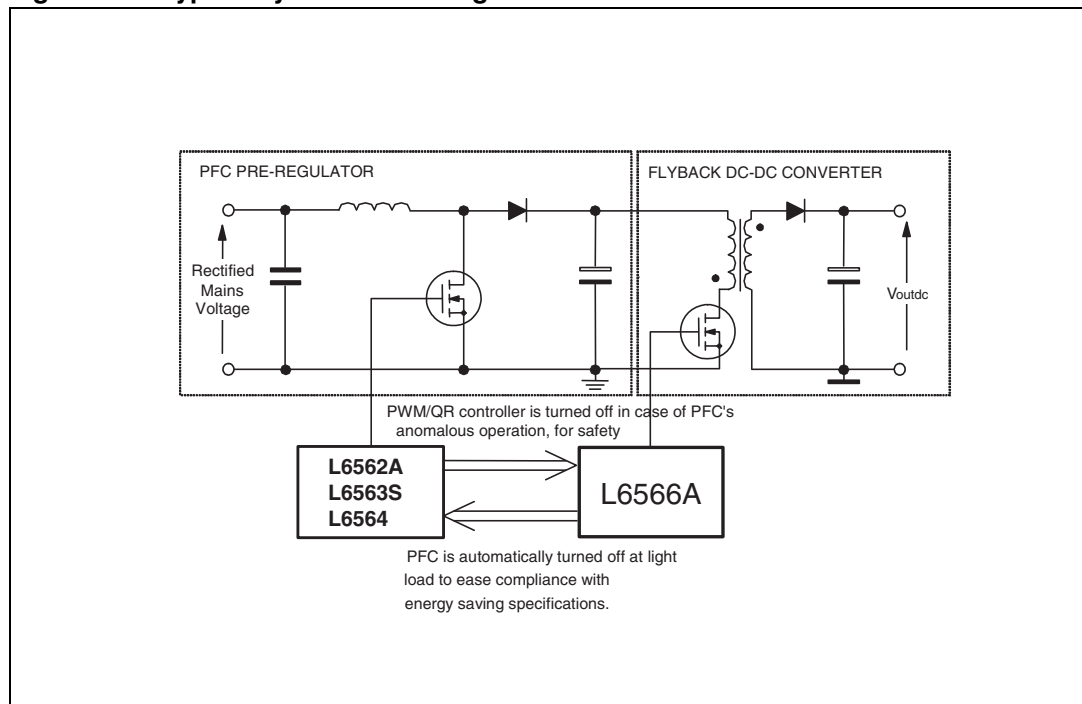 PFC PRE-REGULATOR
FLYBACK DC-DC CONVERTER
Rectified
Mains
Voltage
Voutdc
PWM/QR controller is turned off in case of PFC's
anomalous operation, for safety
L6562A
L6563S
L6564
L6566A
PFC is automatically turned off at light
load to ease compliance with
energy saving specifications.